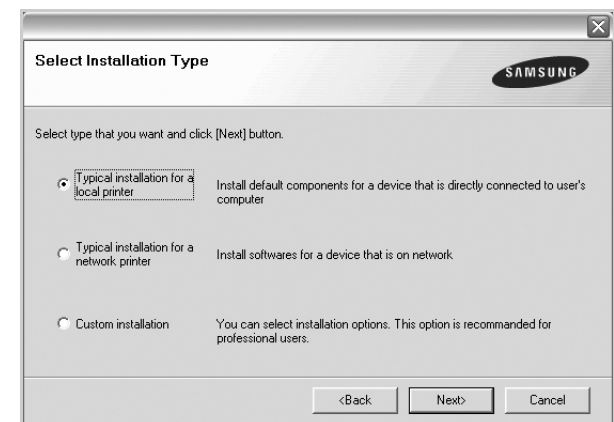 Select Installation Type
SAMSUNG
Select type that you want and click [Next] button.
Typical installation for a
local printer
Install default components for a device that is directly connected to user's
computer
Typical installation for a
network printer
Install softwares for a device that is on network
Custom installation
You can select installation options. This option is recommanded for
professional users.
<Back
Next>
Cancel